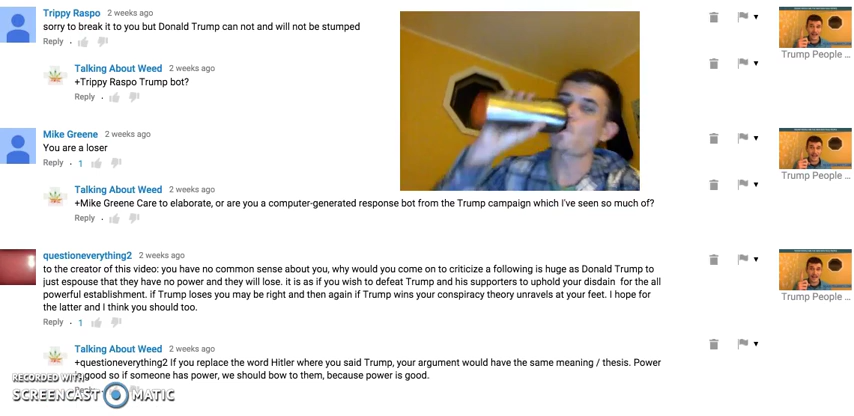 Trippy Raspo 2 weeks ago
sorry to break it to you but Donald Trump can not and will not be stumped
Reply
Talking About Weed 2 weeks ago
+Trippy Raspo Trump bot?
Reply
Trump People ...
Mike Greene 2 weeks ago
You are a loser
Reply 1
Talking About Weed 2 weeks ago
+Mike Greene Care to elaborate, or are you a computer-generated response bot from the Trump campaign which I've seen so much of?
Reply
Trump People ...
questioneverything2 2 weeks ago
to the creator of this video: you have no common sense about you, why would you come on to criticize a following is huge as Donald Trump to
just espouse that they have no power and they will lose. it is as if you wish to defeat Trump and his supporters to uphold your disdain for the all
powerful establishment. if Trump loses you may be right and then again if Trump wins your conspiracy theory unravels at your feet. I hope for
the latter and I think you should too.
Reply 1
Trump People ...
Talking About Weed 2 weeks ago
+questioneverything2 If you replace the word Hitler where you said Trump, your argument would have the same meaning / thesis. Power
is good so if someone has power, we should bow to them, because power is good.
RECORDED WITH
SCREENCAST MATIC